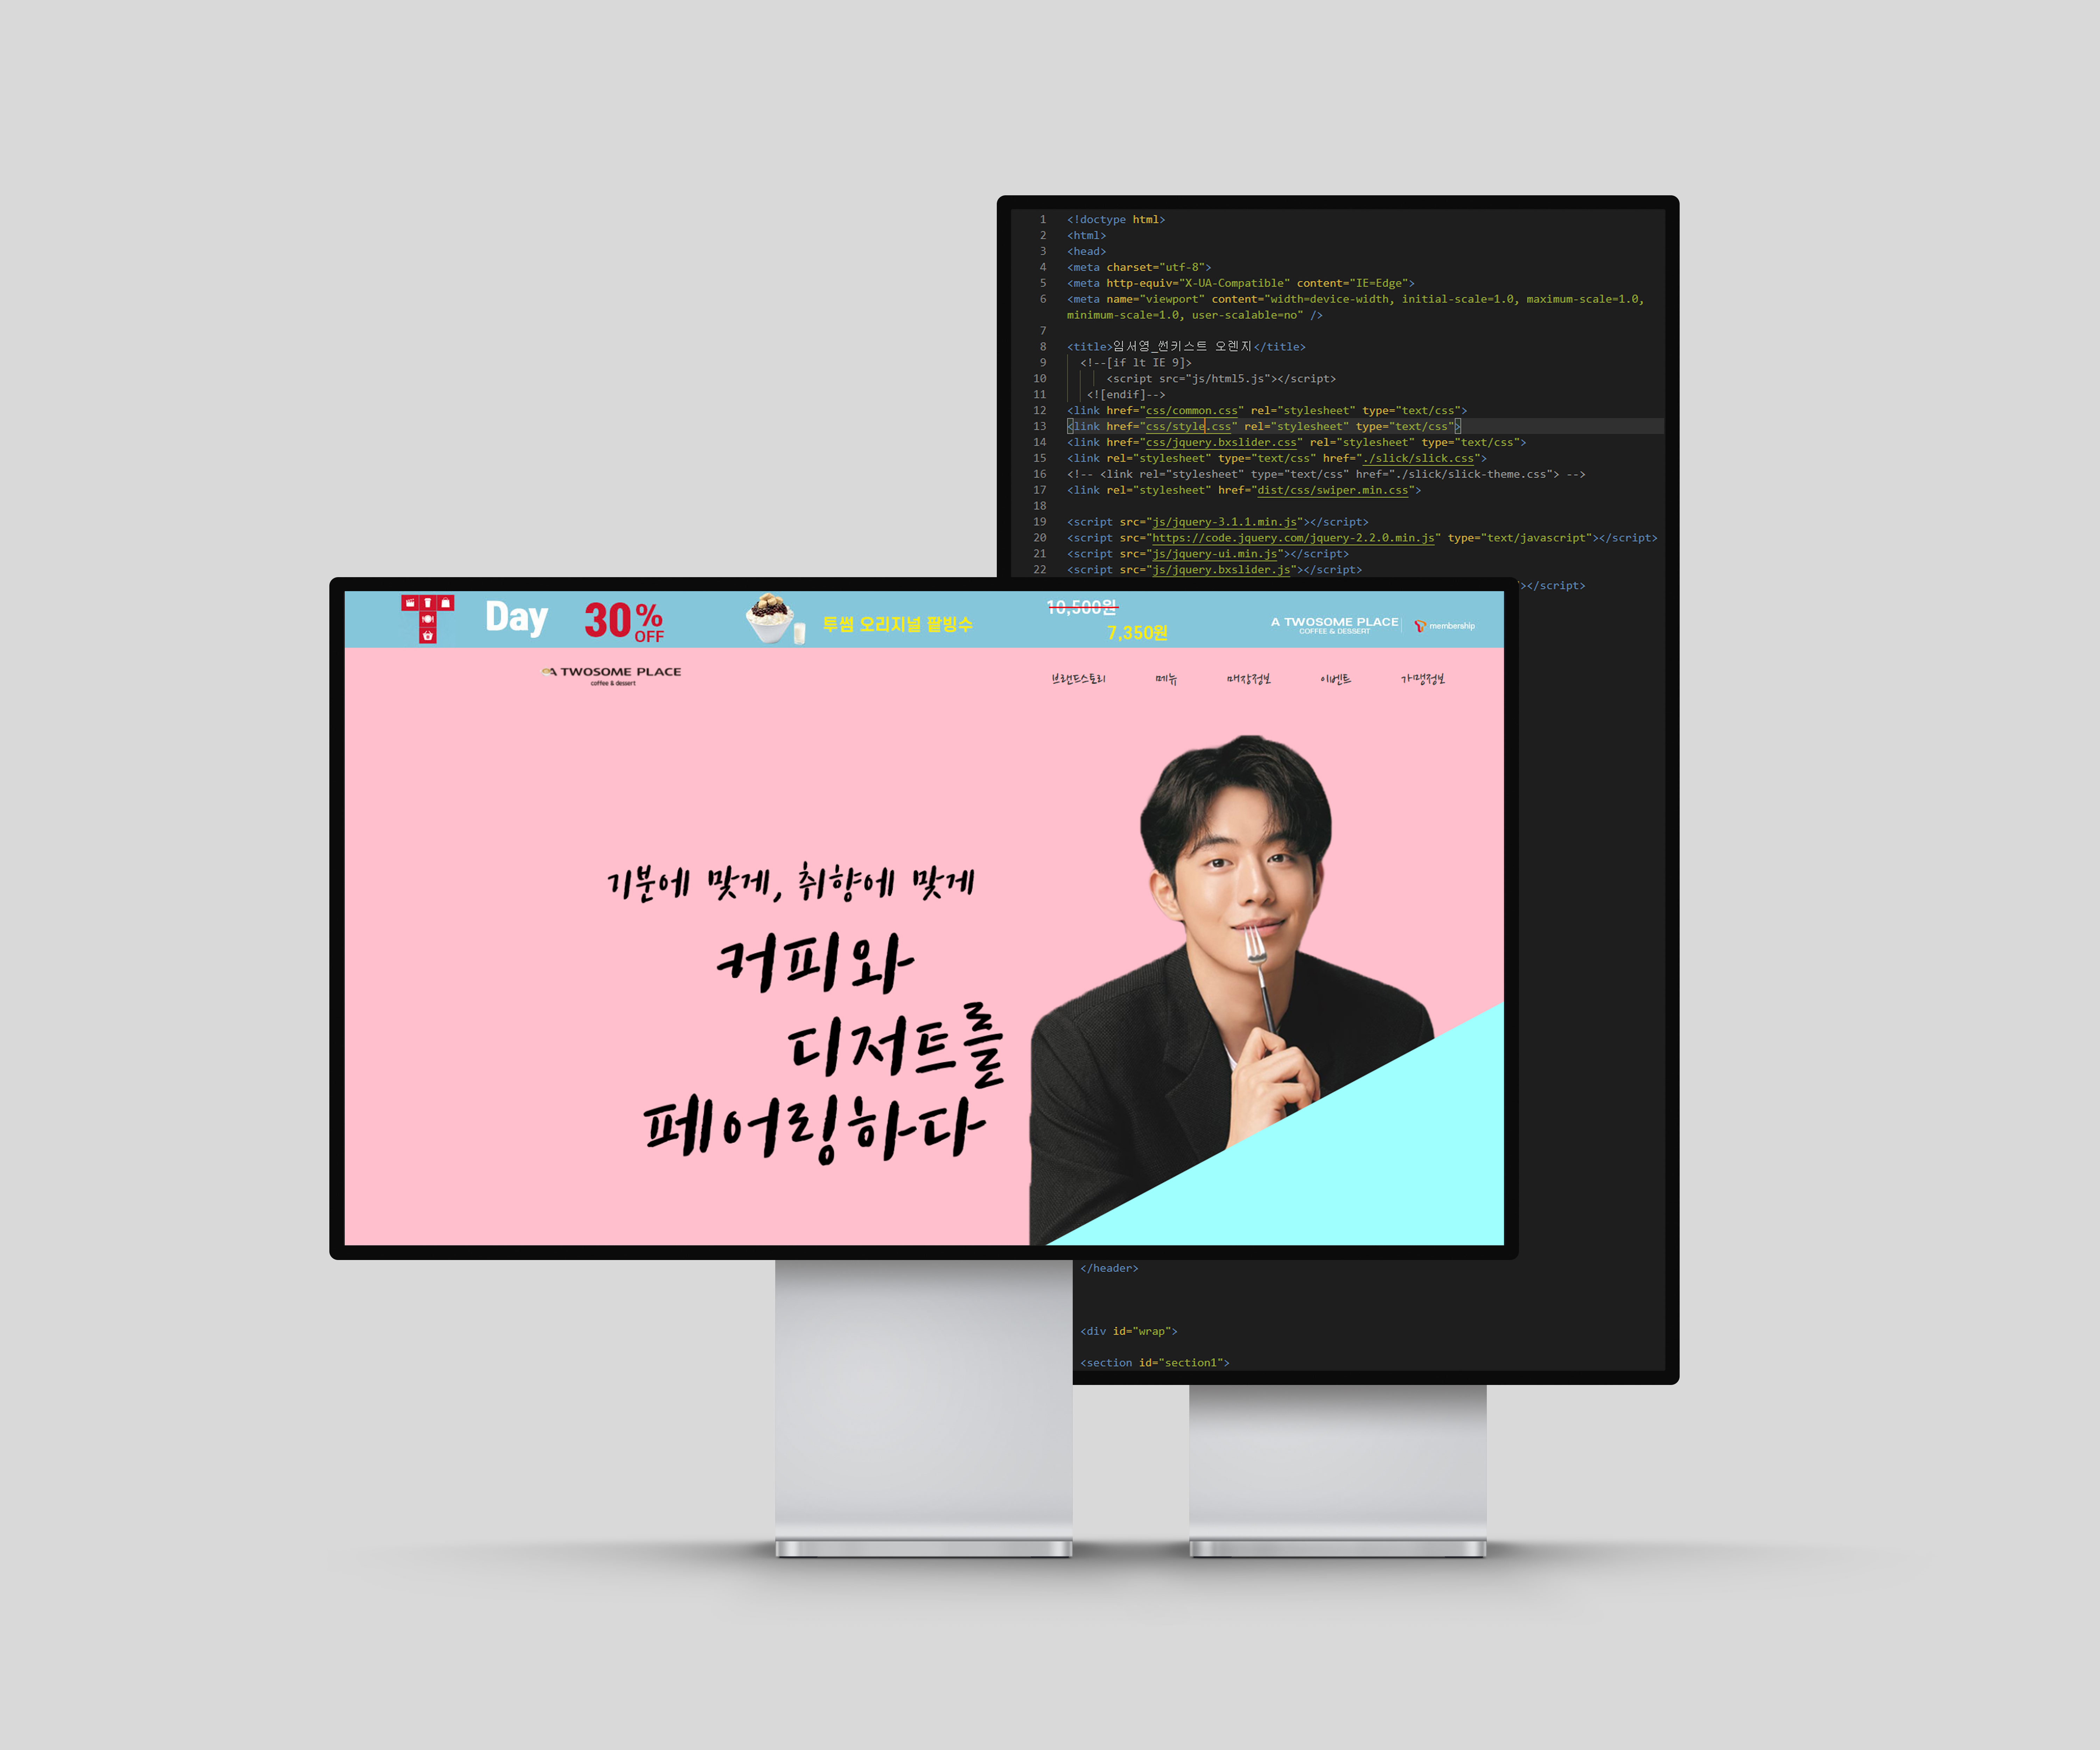 1 <!doctype html>
2 <html>
3 <head>
4 <meta charset="utf-8">
5 <meta http-equiv="X-UA-Compatible" content="IE=Edge">
6 <meta name="viewport" content="width=device-width, initial-scale=1.0, maximum-scale=1.0,
minimum-scale=1.0, user-scalable=no" />
7
8 <title>임서영_썬키스트 오렌지</title>
9 <!--[if lt IE 9]>
10 <script src="js/html5.js"></script>
11 <![endif]-->
12 <link href="css/common.css" rel="stylesheet" type="text/css">
13 <link href="css/style.css" rel="stylesheet" type="text/css">
14 <link href="css/jquery.bxslider.css" rel="stylesheet" type="text/css">
15 <link rel="stylesheet" type="text/css" href="./slick/slick.css">
16 <!-- <link rel="stylesheet" type="text/css" href="./slick/slick-theme.css"> -->
17 <link rel="stylesheet" href="dist/css/swiper.min.css">
18
19 <script src="js/jquery-3.1.1.min.js"></script>
20 <script src="https://code.jquery.com/jquery-2.2.0.min.js" type="text/javascript"></script>
21 <script src="js/jquery-ui.min.js"></script>
22 <script src="js/jquery.bxslider.js"></script>
></script>
Day 30% OFF
투썸 오리지널 팥빙수
10,500원
7,350원
A TWOSOME PLACE
COFFEE & DESSERT
T membership
A TWOSOME PLACE
coffee & dessert
브랜드스토리 메뉴 매장정보 이벤트 가맹정보
기분에 맞게, 취향에 맞게
커피와
디저트를
페어링하다
</header>
<div id="wrap">
<section id="section1">